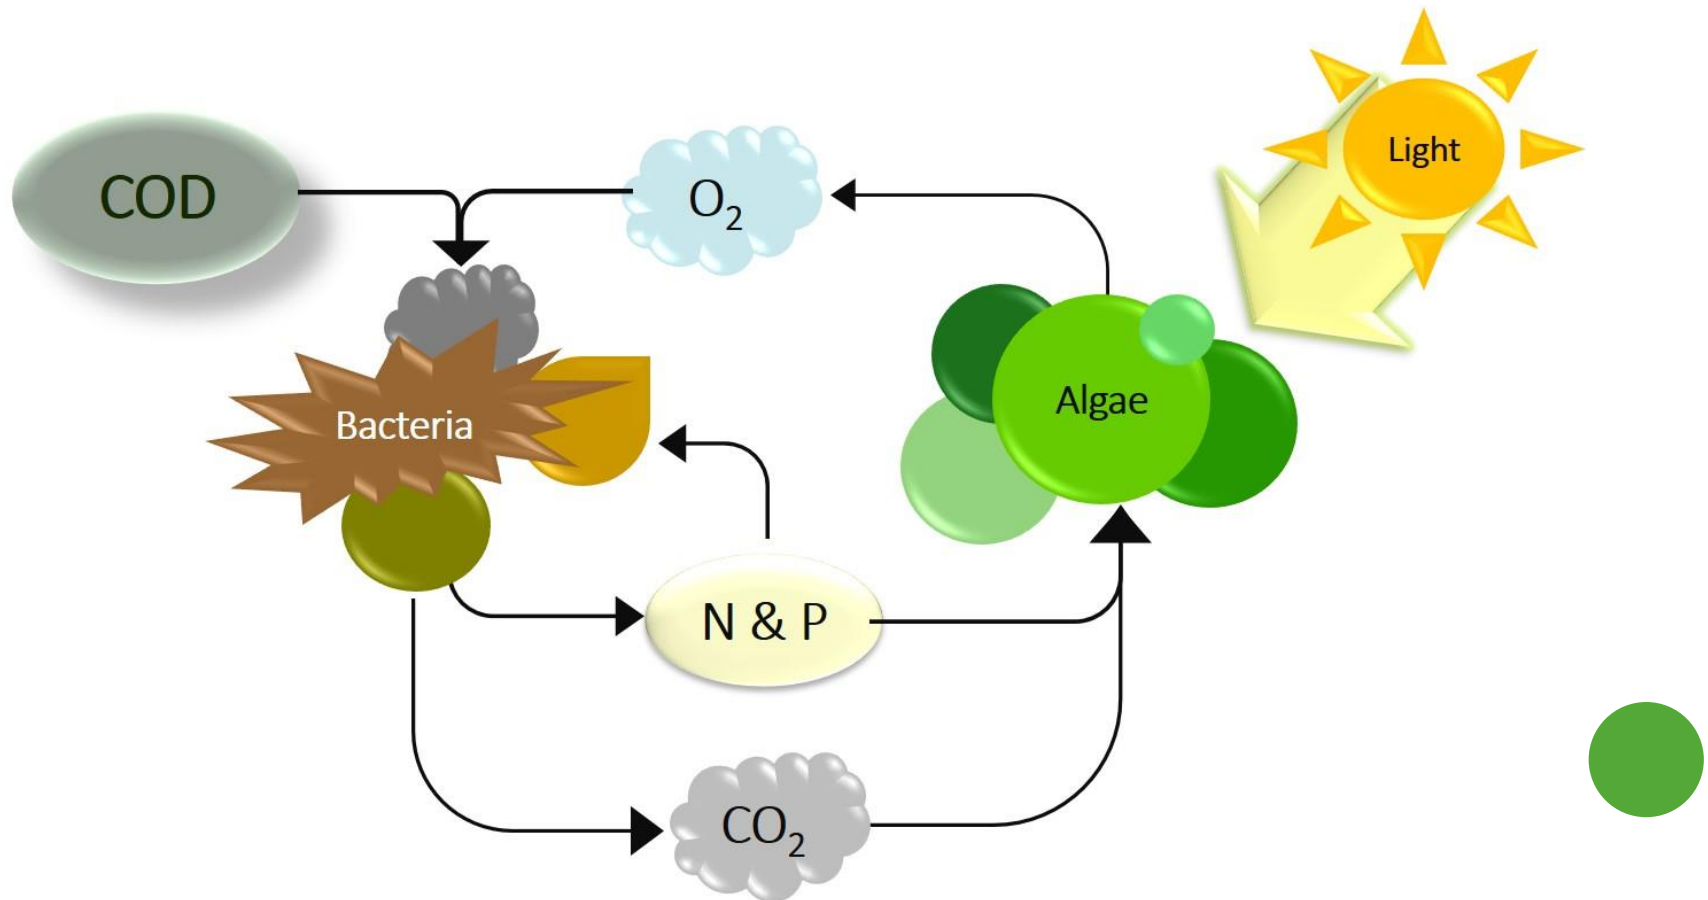 Light
COD
O₂
Algae
Bacteria
N & P
CO₂